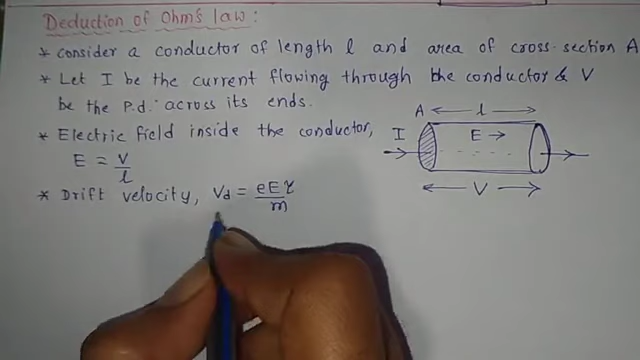 Deduction of Ohm's law :
* consider a conductor of length l and area of cross-section A
* Let I be the current flowing through the conductor & V
be the P.d. across its ends.
* Electric field inside the conductor,
E = V/l
* Drift velocity, Vd = eEτ/m
A ← l →
I E →
← V →